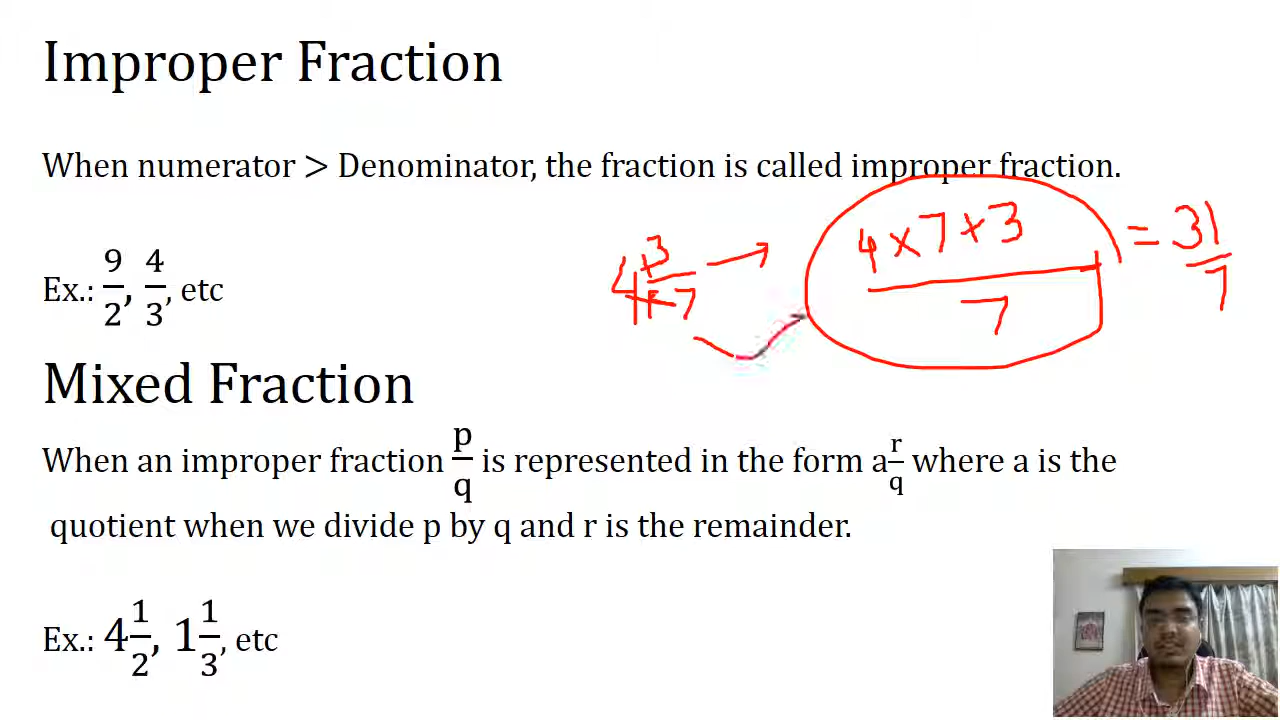 Improper Fraction
When numerator > Denominator, the fraction is called improper fraction.
4 3/7 → 4 × 7 × 3 / 7 = 31/7
Ex.: 9/2, 4/3, etc
Mixed Fraction
When an improper fraction p/q is represented in the form a r/q where a is the
quotient when we divide p by q and r is the remainder.
Ex.: 4 1/2, 1 1/3, etc